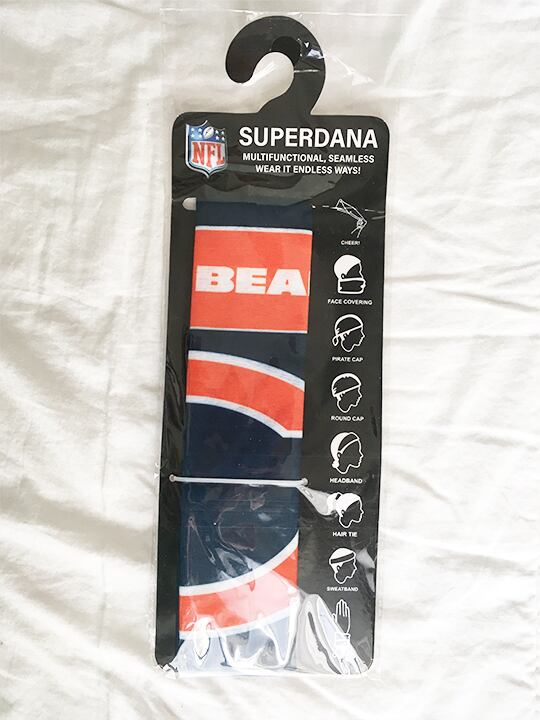 NFL
SUPERDANA
MULTIFUNCTIONAL, SEAMLESS
WEAR IT ENDLESS WAYS!
BEA
CHEER!
FACE COVERING
PIRATE CAP
ROUND CAP
HEADBAND
HAIR TIE
SWEATBAND